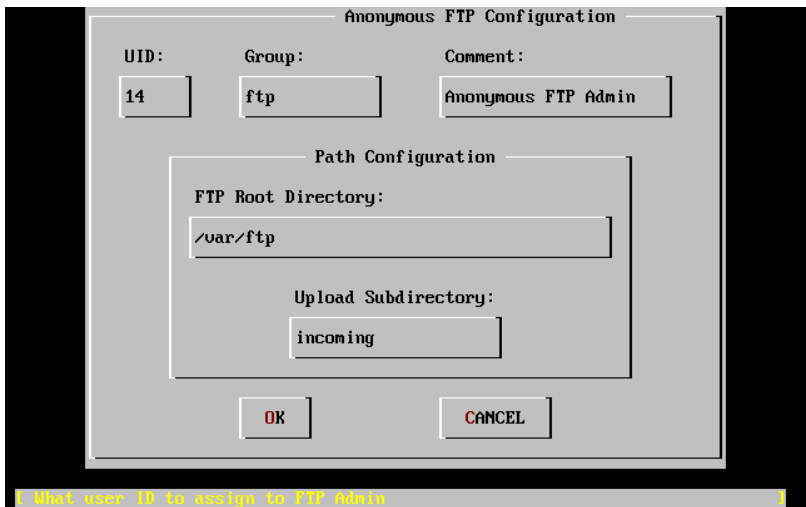 Anonymous FTP Configuration
UID: Group: Comment:
14 ftp Anonymous FTP Admin
Path Configuration
FTP Root Directory:
/var/ftp
Upload Subdirectory:
incoming
OK CANCEL
[ What user ID to assign to FTP Admin ]